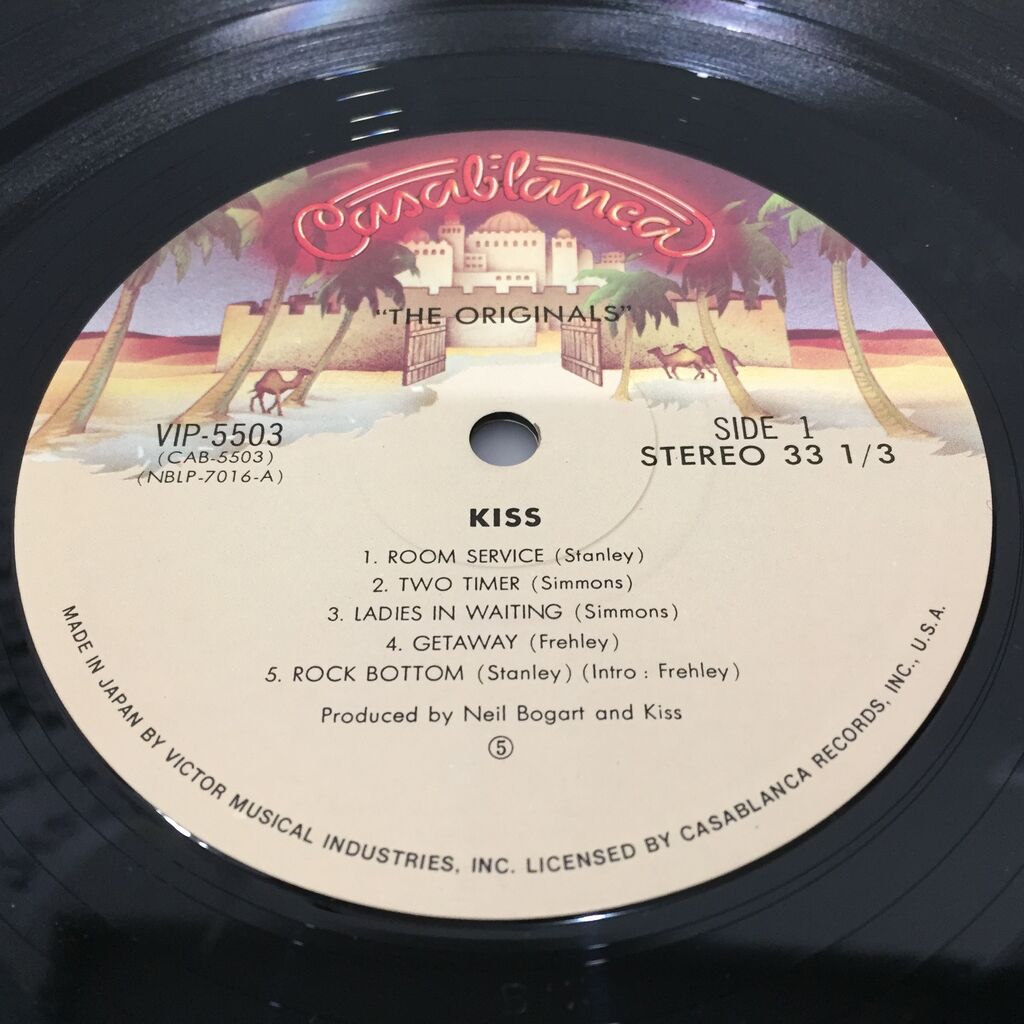 Casablanca
"THE ORIGINALS"
VIP-5503
(CAB-5503)
(NBLP-7016-A)
SIDE 1
STEREO 33 1/3
KISS
1. ROOM SERVICE (Stanley)
2. TWO TIMER (Simmons)
3. LADIES IN WAITING (Simmons)
4. GETAWAY (Frehley)
5. ROCK BOTTOM (Stanley) (Intro : Frehley)
Produced by Neil Bogart and Kiss
⑤
MADE IN JAPAN BY VICTOR MUSICAL INDUSTRIES, INC. LICENSED BY CASABLANCA RECORDS, INC., U.S.A.